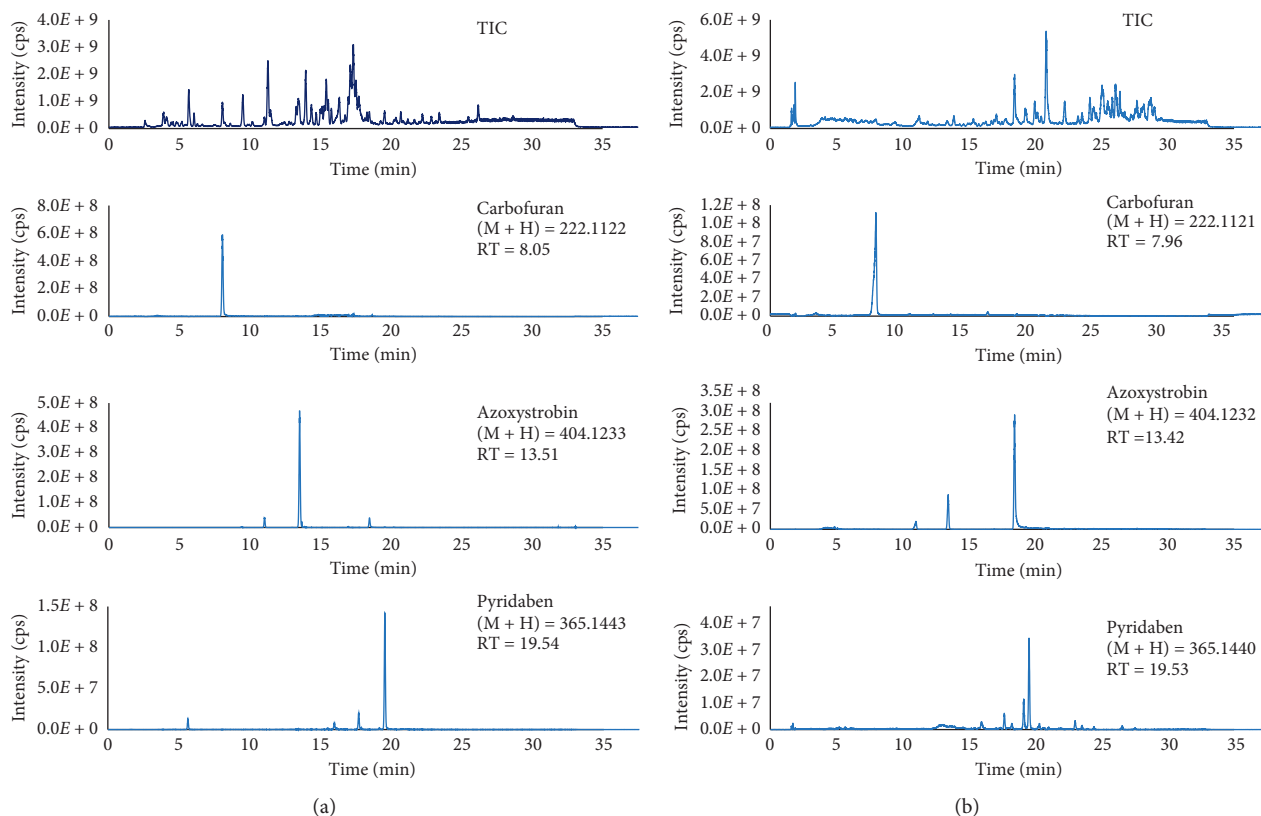 4.0E + 9
3.0E + 9
2.0E + 9
1.0E + 9
0.0E + 0
Intensity (cps)
TIC
0 5 10 15 20 25 30 35
Time (min)
8.0E + 8
6.0E + 8
4.0E + 8
2.0E + 8
0.0E + 0
Intensity (cps)
Carbofuran
(M + H) = 222.1122
RT = 8.05
0 5 10 15 20 25 30 35
Time (min)
5.0E + 8
4.0E + 8
3.0E + 8
2.0E + 8
1.0E + 8
0.0E + 0
Intensity (cps)
Azoxystrobin
(M + H) = 404.1233
RT = 13.51
0 5 10 15 20 25 30 35
Time (min)
1.5E + 8
1.0E + 8
5.0E + 7
0.0E + 0
Intensity (cps)
Pyridaben
(M + H) = 365.1443
RT = 19.54
0 5 10 15 20 25 30 35
Time (min)
(a)
6.0E + 9
4.0E + 9
2.0E + 9
0.0E + 0
Intensity (cps)
TIC
0 5 10 15 20 25 30 35
Time (min)
1.2E + 8
1.0E + 8
8.0E + 7
6.0E + 7
4.0E + 7
2.0E + 7
0.0E + 0
Intensity (cps)
Carbofuran
(M + H) = 222.1121
RT = 7.96
0 5 10 15 20 25 30 35
Time (min)
3.5E + 8
3.0E + 8
2.5E + 8
2.0E + 8
1.5E + 8
1.0E + 8
5.0E + 7
0.0E + 0
Intensity (cps)
Azoxystrobin
(M + H) = 404.1232
RT =13.42
0 5 10 15 20 25 30 35
Time (min)
4.0E + 7
3.0E + 7
2.0E + 7
1.0E + 7
0.0E + 0
Intensity (cps)
Pyridaben
(M + H) = 365.1440
RT = 19.53
0 5 10 15 20 25 30 35
Time (min)
(b)